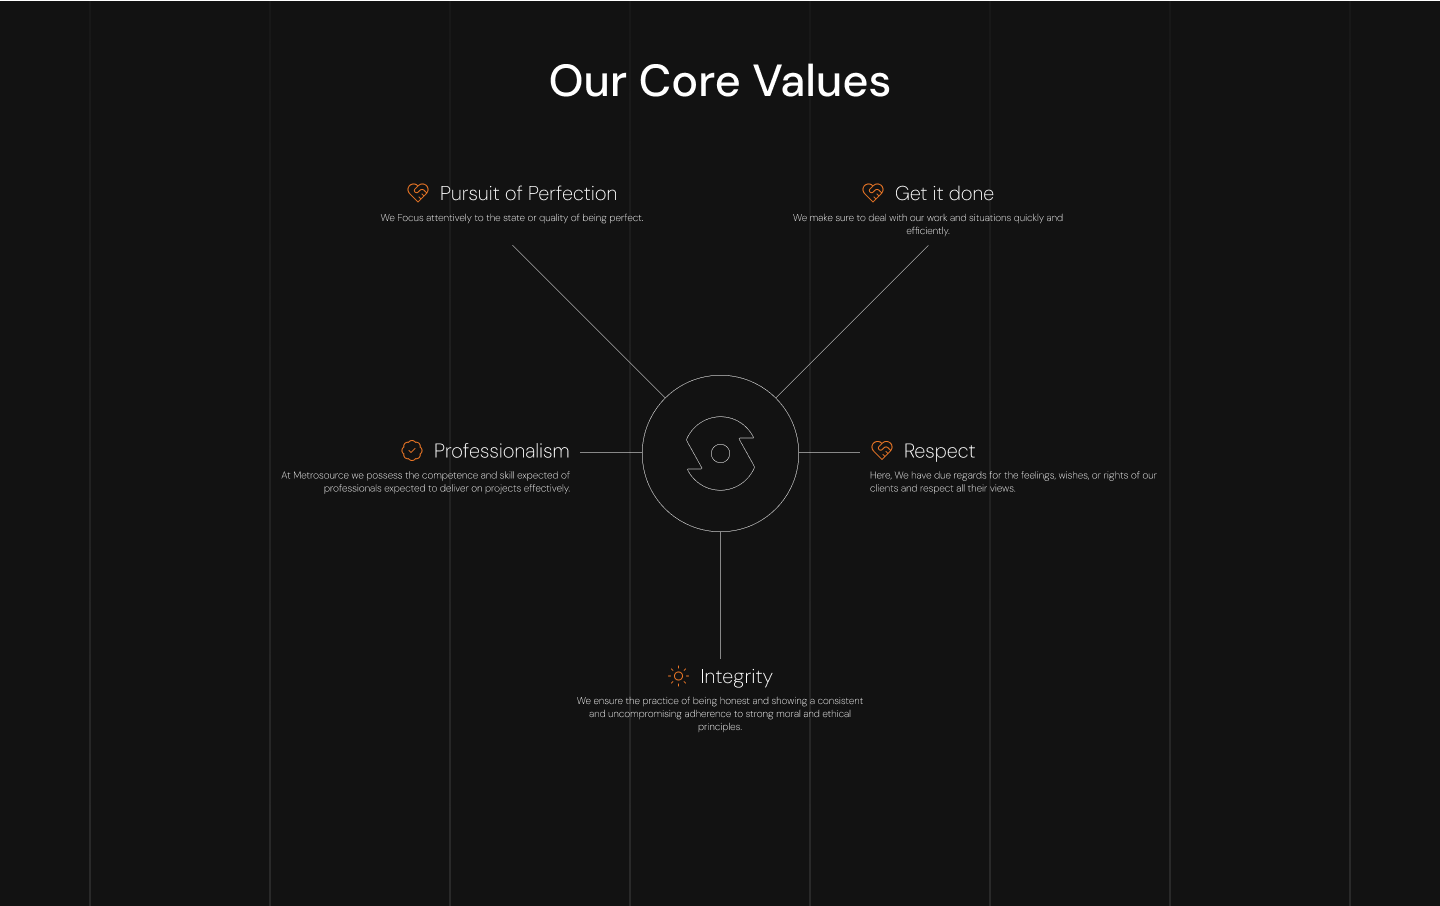 Our Core Values
Pursuit of Perfection
We Focus attentively to the state or quality of being perfect.
Get it done
We make sure to deal with our work and situations quickly and
efficiently.
Professionalism
At Metrosource we possess the competence and skill expected of
professionals expected to deliver on projects effectively.
Respect
Here, We have due regards for the feelings, wishes, or rights of our
clients and respect all their views.
Integrity
We ensure the practice of being honest and showing a consistent
and uncompromising adherence to strong moral and ethical
principles.